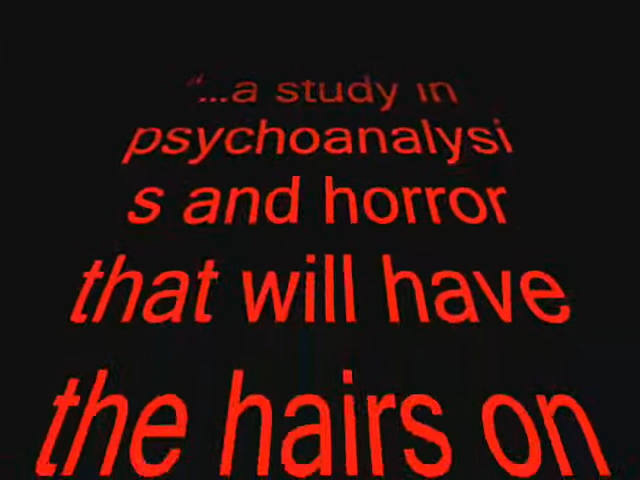 "...a study in
psychoanalysi
s and horror
that will have
the hairs on